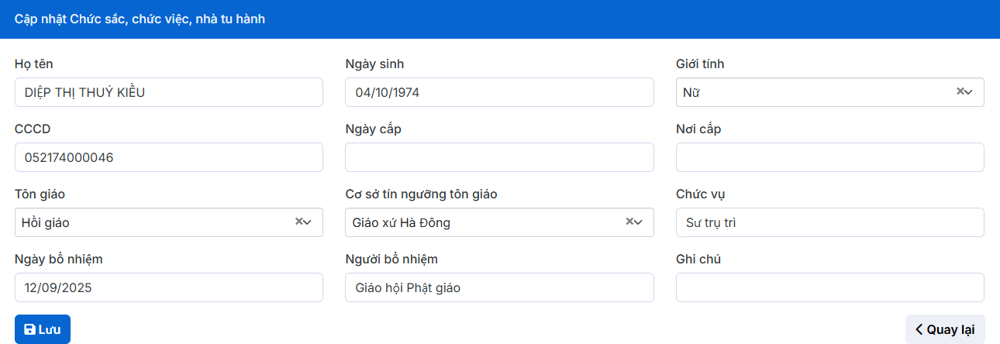 Cập nhật Chức sắc, chức việc, nhà tu hành
Họ tên Ngày sinh Giới tính
DIỆP THỊ THUÝ KIỀU 04/10/1974 Nữ
CCCD Ngày cấp Nơi cấp
052174000046
Tôn giáo Cơ sở tín ngưỡng tôn giáo Chức vụ
Hồi giáo Giáo xứ Hà Đông Sư trụ trì
Ngày bổ nhiệm Người bổ nhiệm Ghi chú
12/09/2025 Giáo hội Phật giáo
Lưu Quay lại